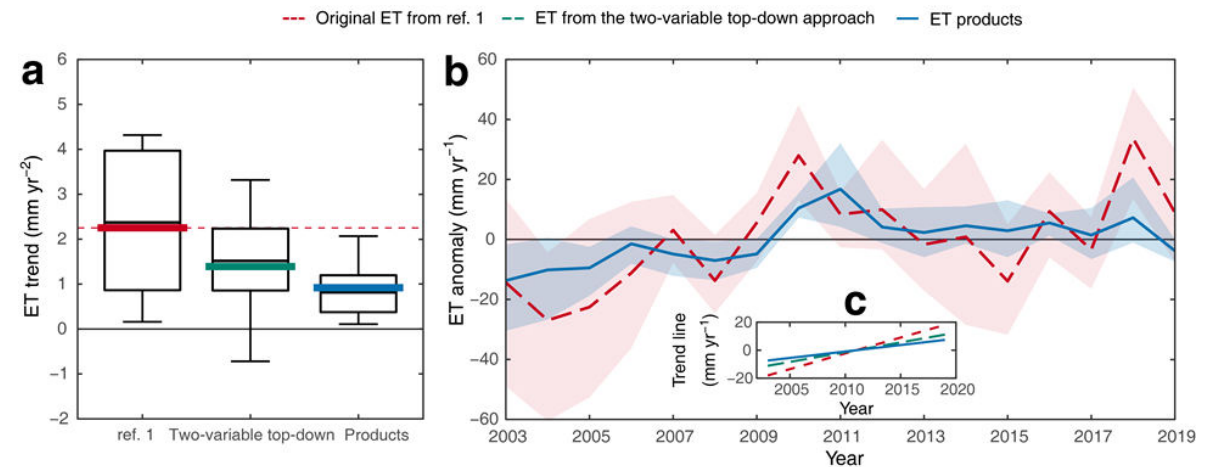 Original ET from ref. 1 ET from the two-variable top-down approach ET products
a
ET trend (mm yr⁻²)
6
5
4
3
2
1
0
−1
−2
ref. 1 Two-variable top-down Products
b
ET anomaly (mm yr⁻¹)
60
40
20
0
−20
−40
−60
2003 2005 2007 2009 2011 2013 2015 2017 2019
Year
c
Trend line
(mm yr⁻¹)
20
0
−20
2005 2010 2015 2020
Year